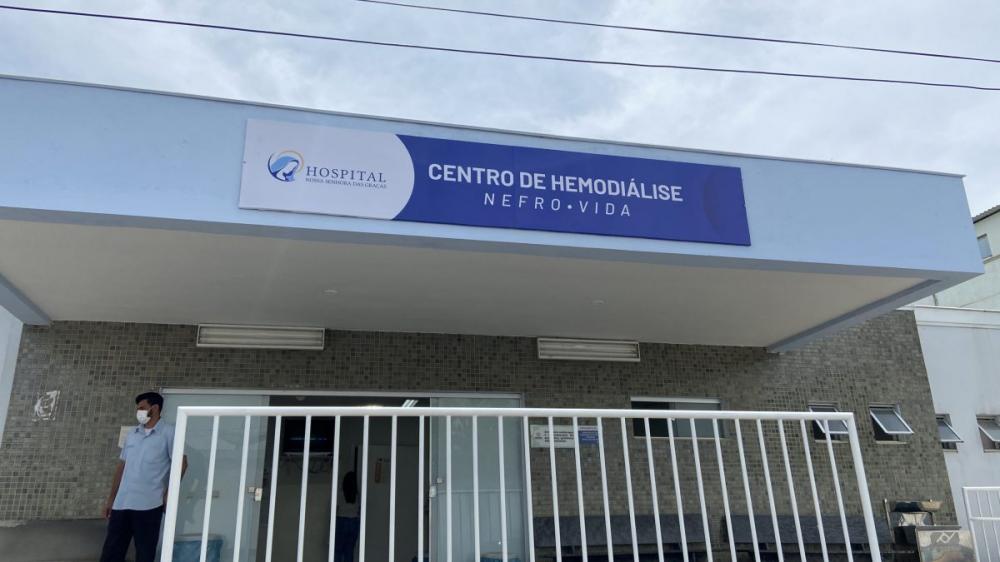 HOSPITAL
NOSSA SENHORA DAS GRAÇAS
CENTRO DE HEMODIÁLISE
NEFRO • VIDA